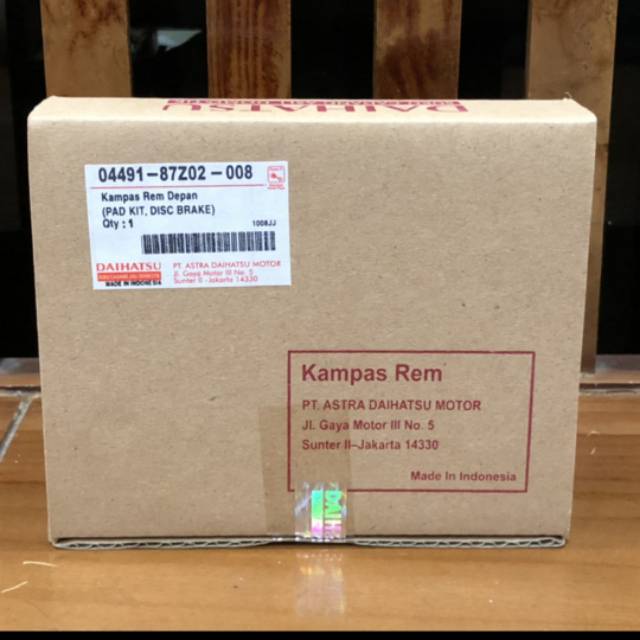 DAIHATSU
04491-87Z02-008
Kampas Rem Depan
(PAD KIT, DISC BRAKE)
Qty : 1
1008JJ
DAIHATSU
MADE IN INDONESIA
PT. ASTRA DAIHATSU MOTOR
Jl. Gaya Motor III No. 5
Sunter II - Jakarta 14330
Kampas Rem
PT. ASTRA DAIHATSU MOTOR
Jl. Gaya Motor III No. 5
Sunter II–Jakarta 14330
Made In Indonesia
DAIH